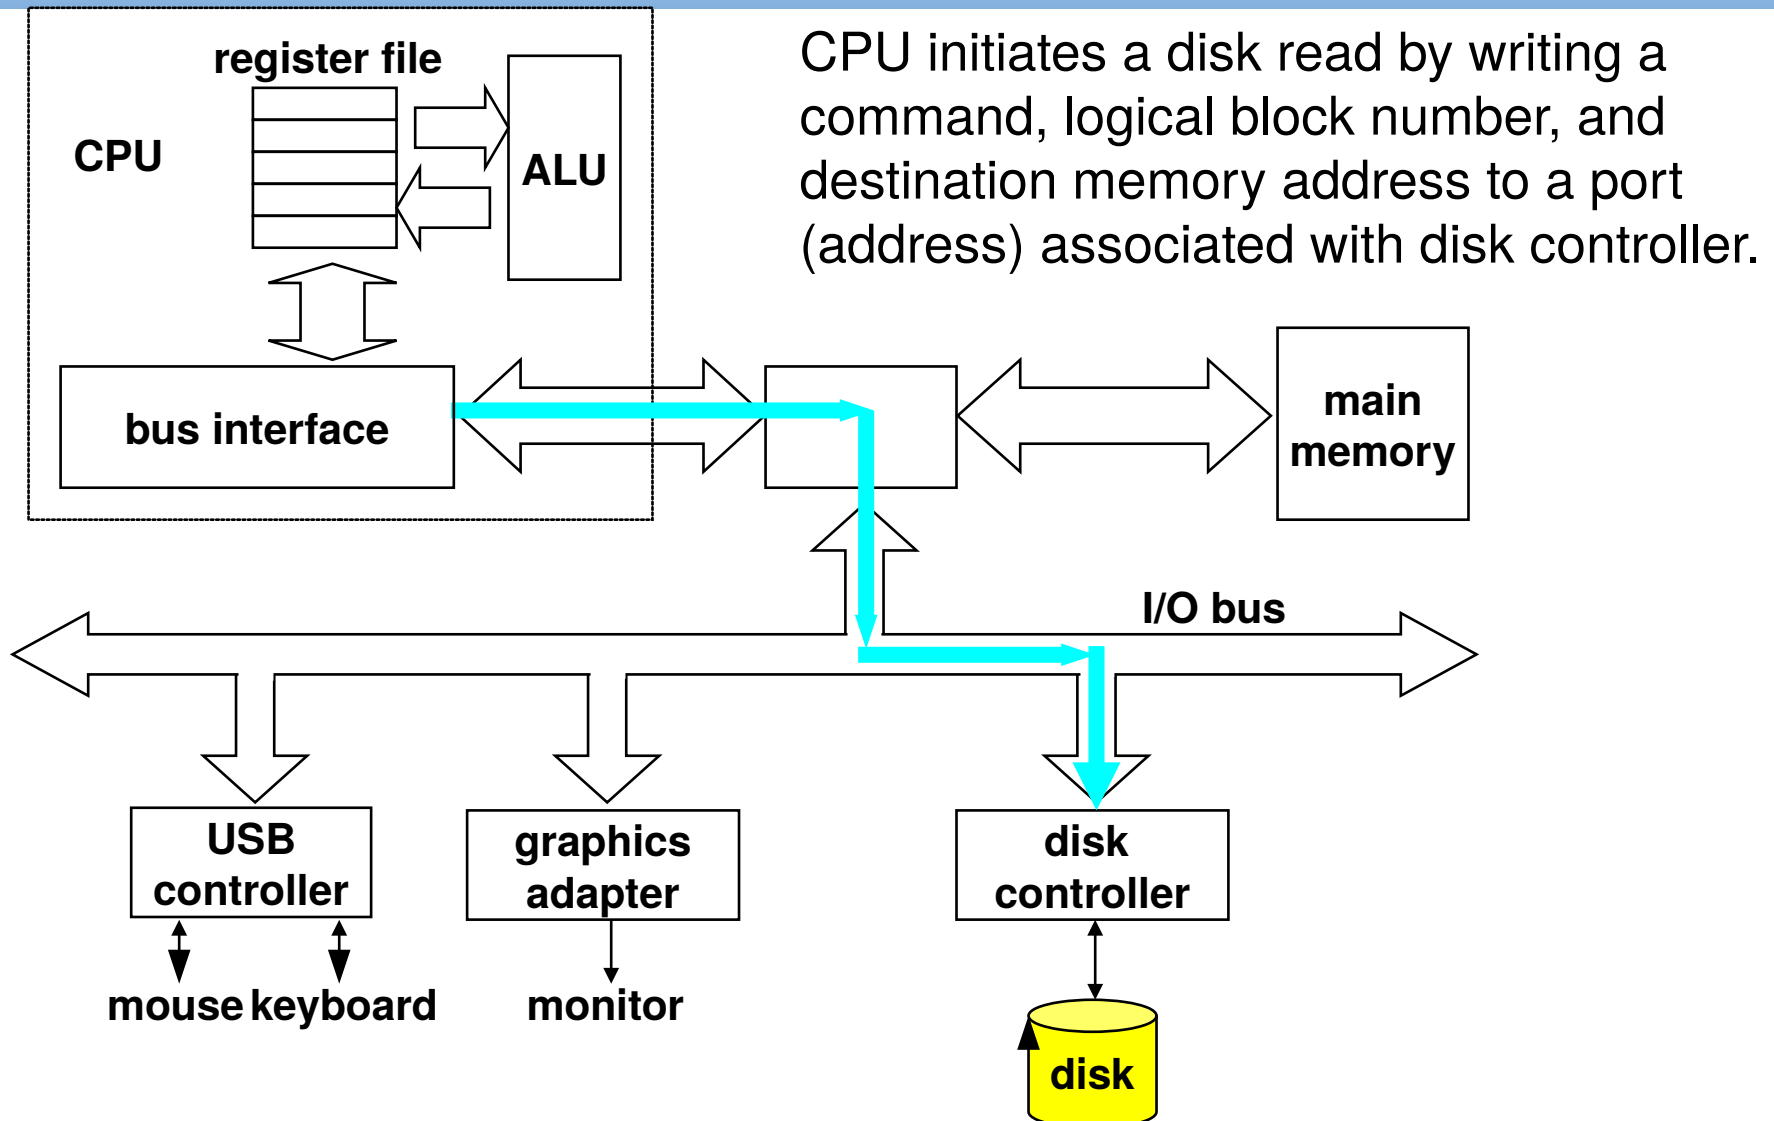 register file
CPU
ALU
CPU initiates a disk read by writing a
command, logical block number, and
destination memory address to a port
(address) associated with disk controller.
bus interface
main
memory
I/O bus
USB
controller
graphics
adapter
disk
controller
mouse keyboard
monitor
disk